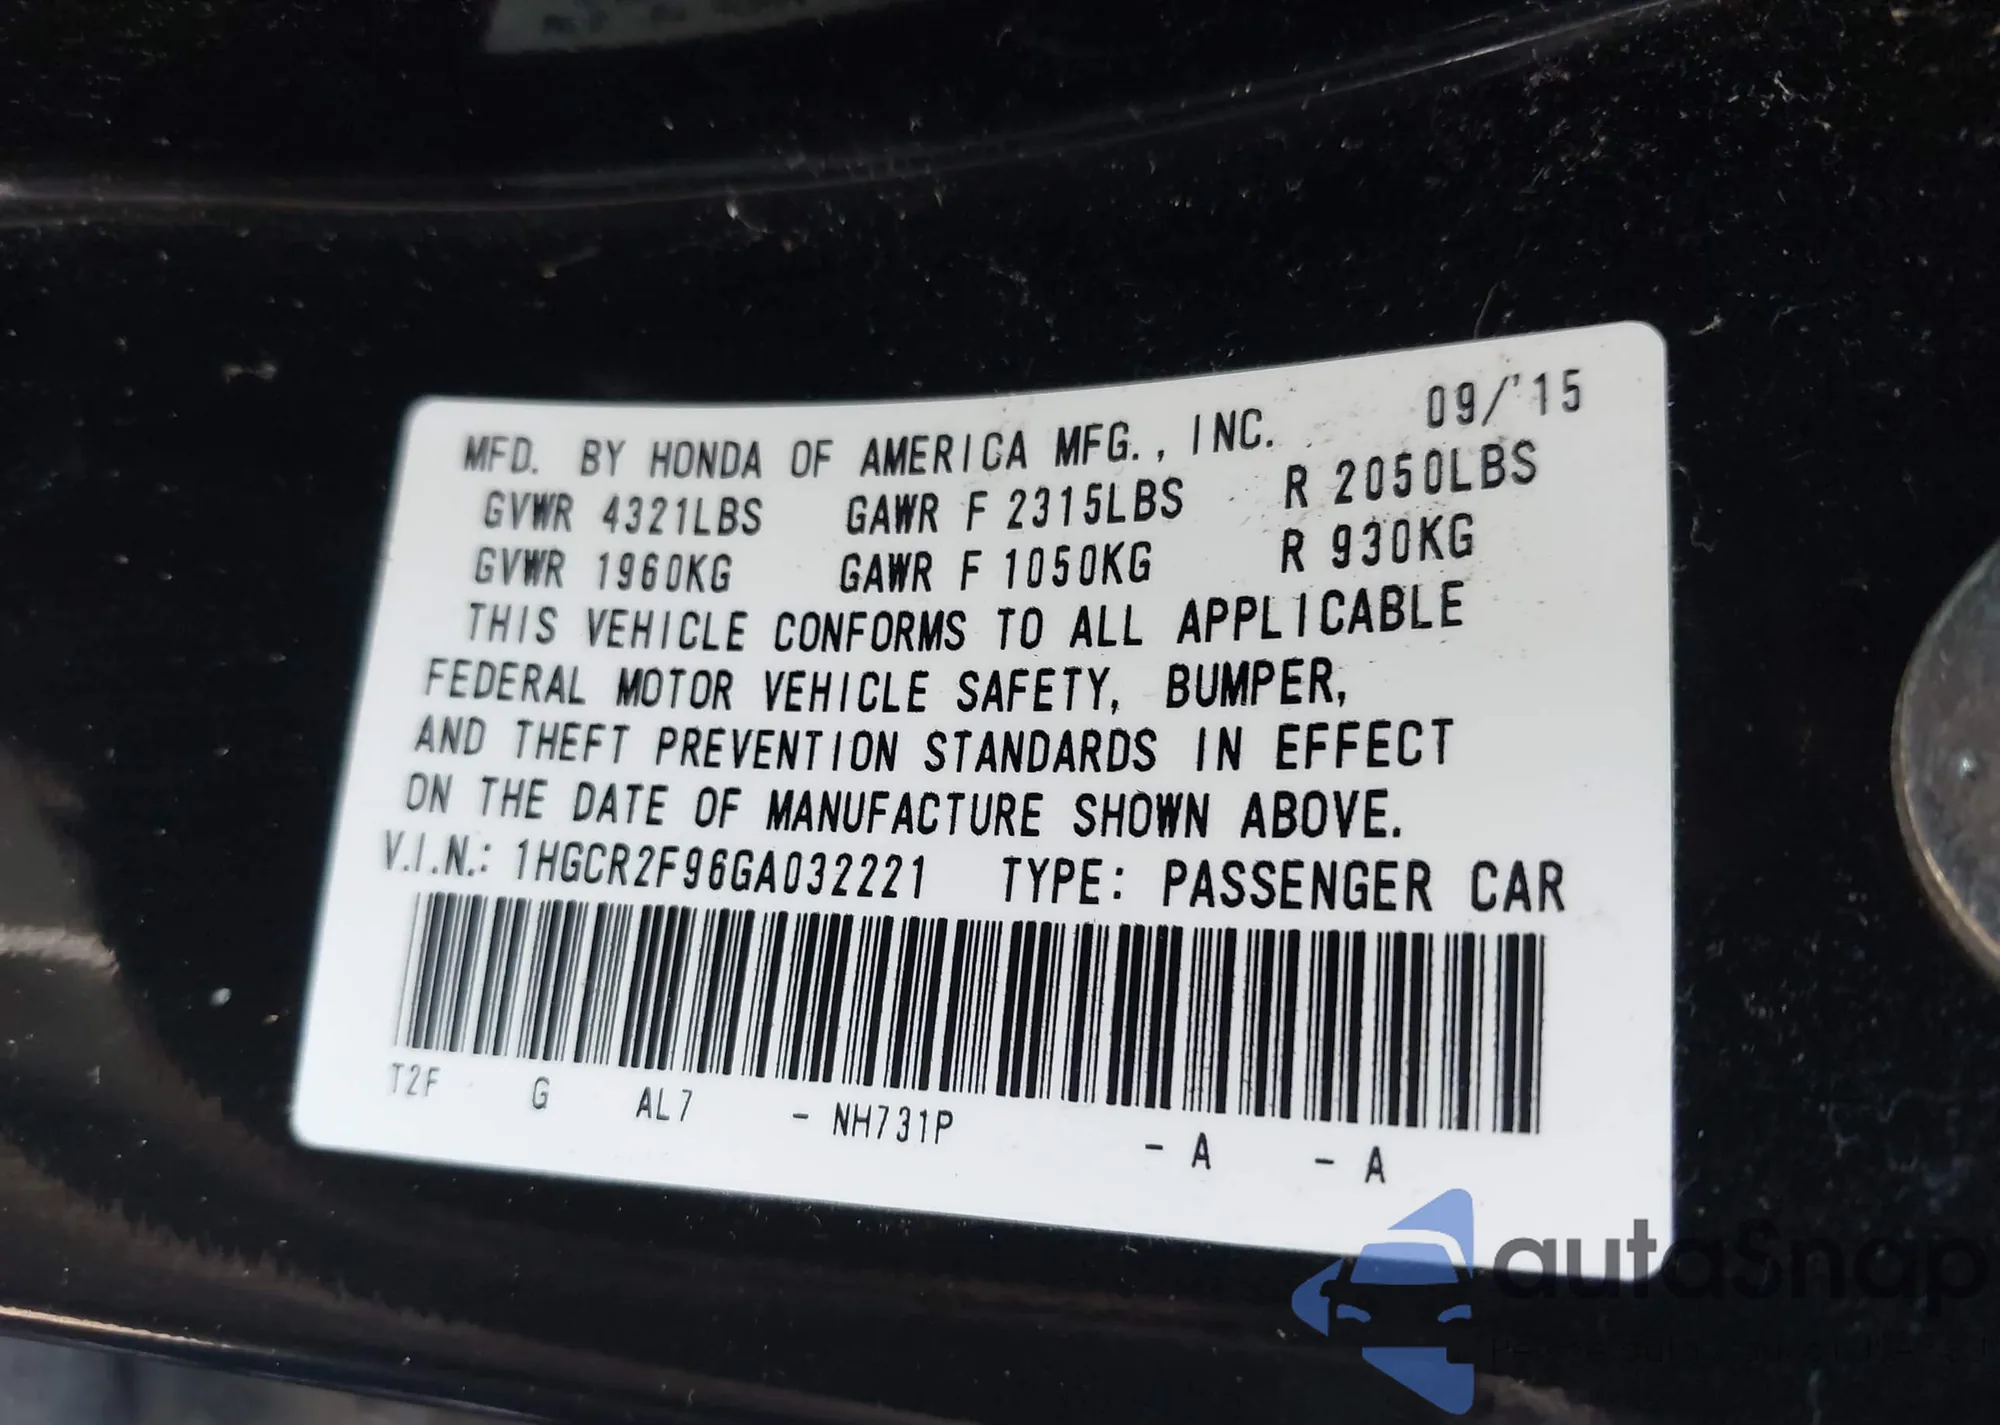 MFD. BY HONDA OF AMERICA MFG., INC. 09/'15
GVWR 4321LBS GAWR F 2315LBS R 2050LBS
GVWR 1960KG GAWR F 1050KG R 930KG
THIS VEHICLE CONFORMS TO ALL APPLICABLE
FEDERAL MOTOR VEHICLE SAFETY, BUMPER,
AND THEFT PREVENTION STANDARDS IN EFFECT
ON THE DATE OF MANUFACTURE SHOWN ABOVE.
V.I.N.: 1HGCR2F96GA032221 TYPE: PASSENGER CAR
T2F G AL7 - NH731P - A - A
autaSnap